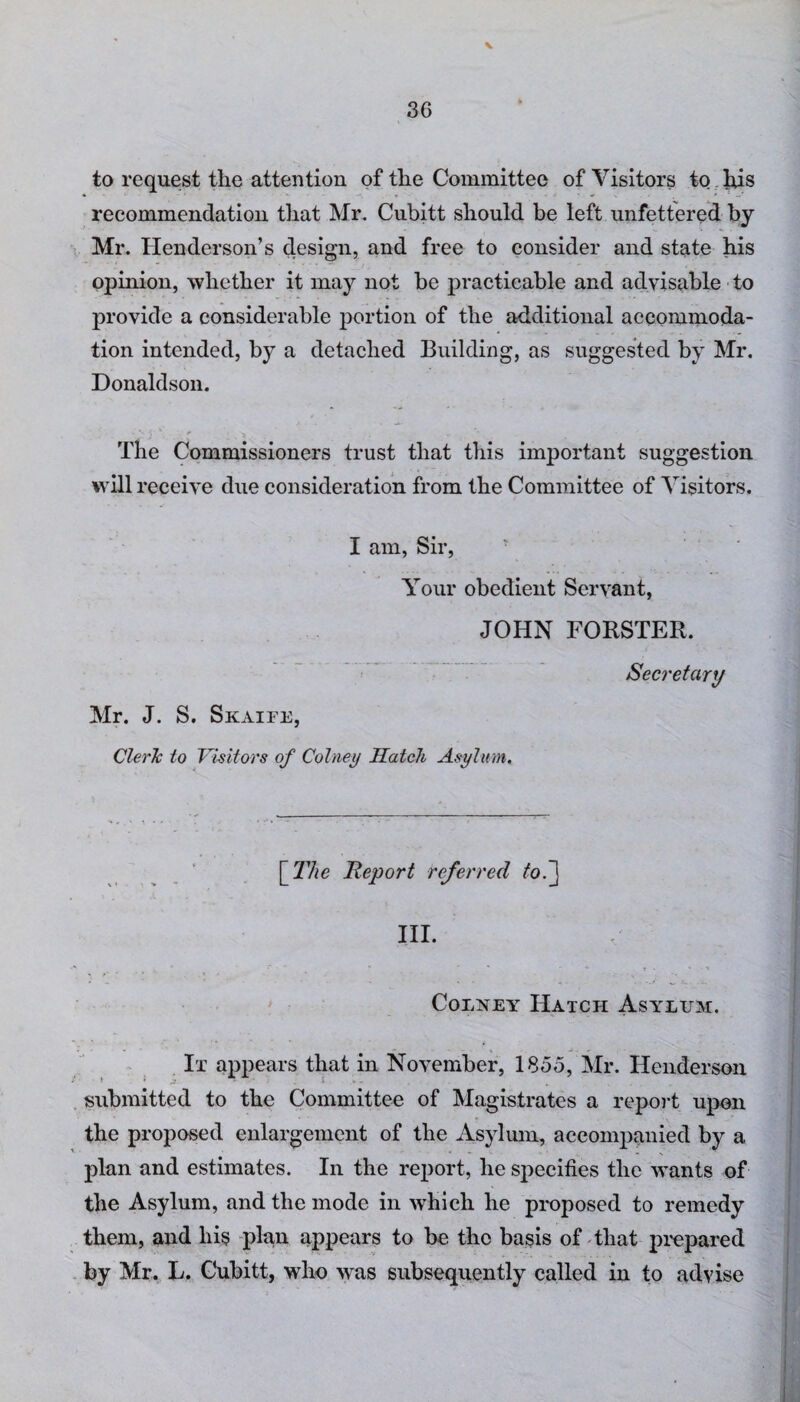 36
to request the attention of the Committee of Visitors to his
recommendation that Mr. Cubitt should be left unfettered by
Mr. Henderson’s design, and free to consider and state his
opinion, whether it may not be practicable and advisable to
provide a considerable portion of the additional accommoda-
tion intended, by a detached Building, as suggested by Mr.
Donaldson.
The Commissioners trust that this important suggestion
will receive due consideration from the Committee of Visitors.
I am, Sir,
Your obedient Servant,
JOHN FORSTER.
Secretary
Mr. J. S. Skaife,
Clerk to Visitors of Colney Hatch Asylum.
[The Report referred to.]
III.
Colney Hatch Asylum.
It appears that in November, 1855, Mr. Henderson
submitted to the Committee of Magistrates a report upon
the proposed enlargement of the Asylum, accompanied by a
plan and estimates. In the report, he specifies the wants of
the Asylum, and the mode in which he proposed to remedy
them, and his plan appears to be the basis of that prepared
by Mr. L. Cubitt, who was subsequently called in to advise